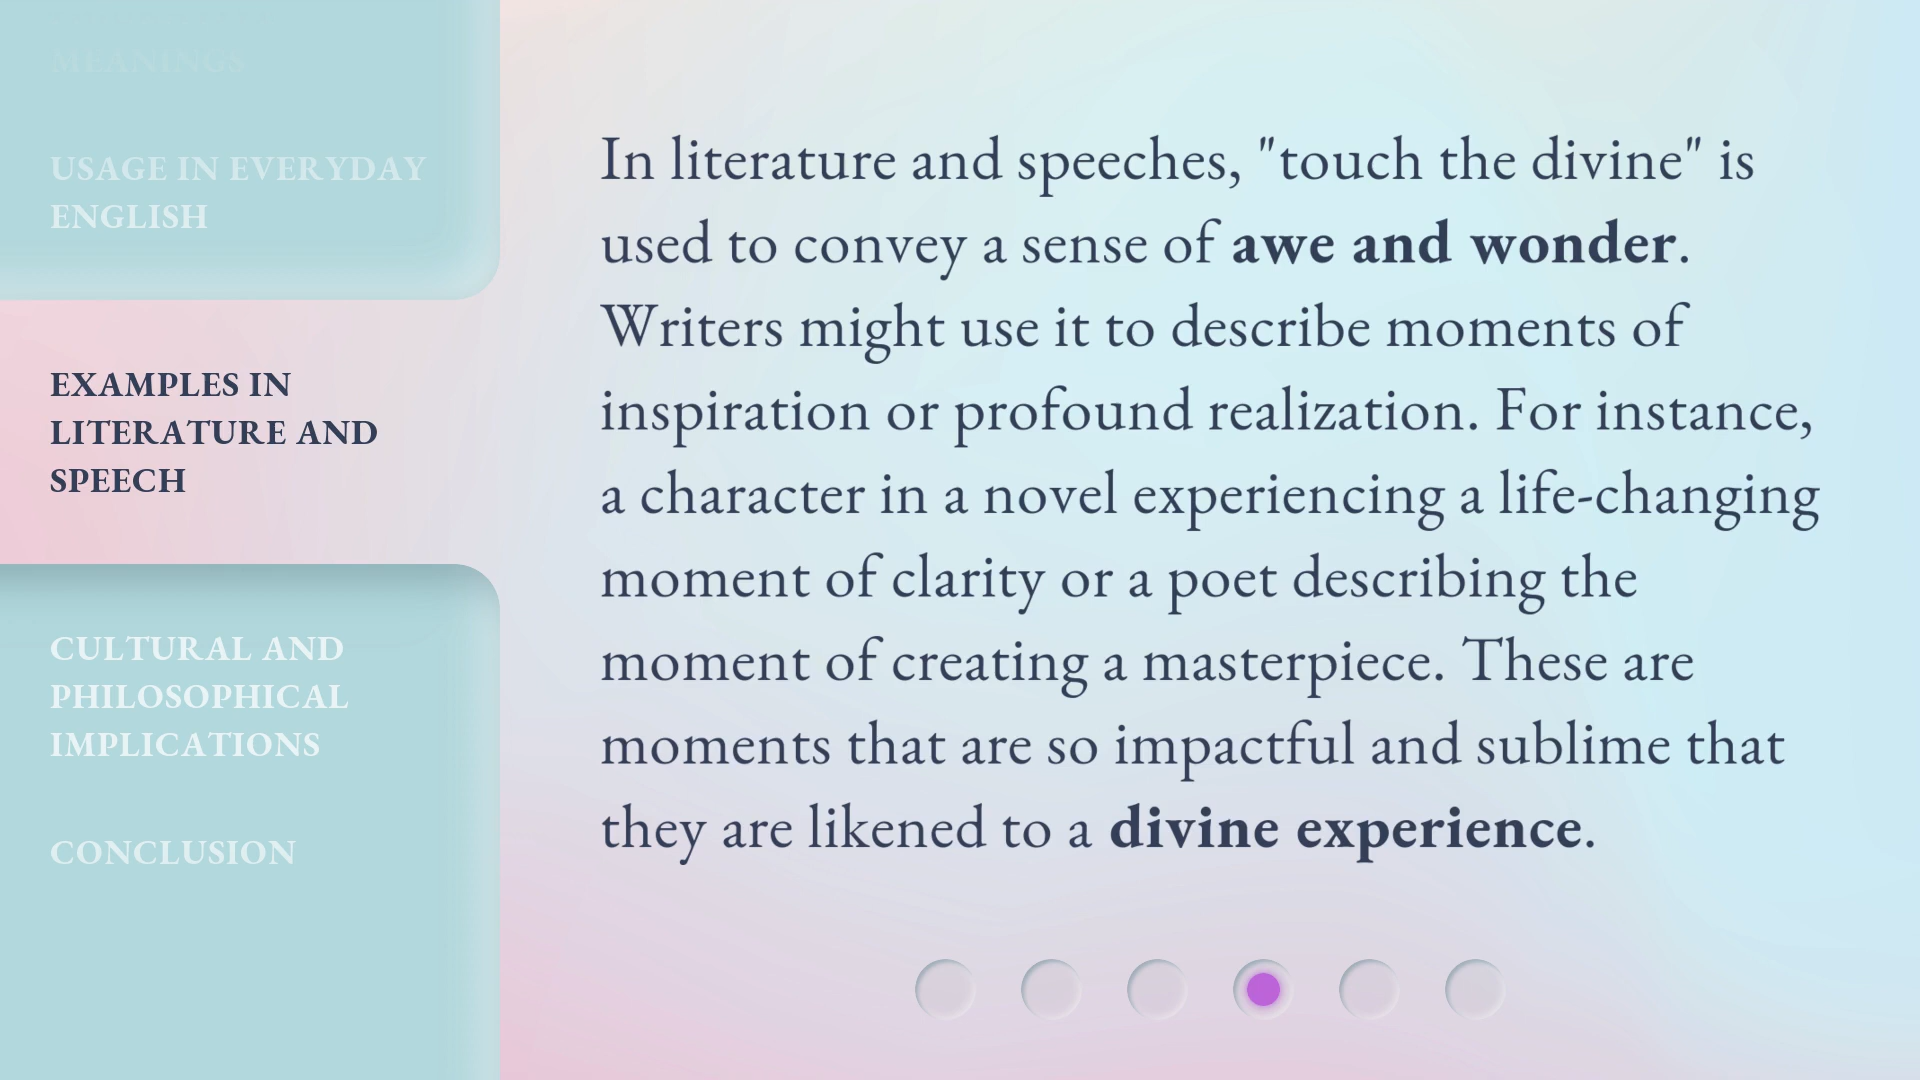 MEANINGS
USAGE IN EVERYDAY
ENGLISH
EXAMPLES IN
LITERATURE AND
SPEECH
CULTURAL AND
PHILOSOPHICAL
IMPLICATIONS
CONCLUSION
In literature and speeches, "touch the divine" is
used to convey a sense of awe and wonder.
Writers might use it to describe moments of
inspiration or profound realization. For instance,
a character in a novel experiencing a life-changing
moment of clarity or a poet describing the
moment of creating a masterpiece. These are
moments that are so impactful and sublime that
they are likened to a divine experience.